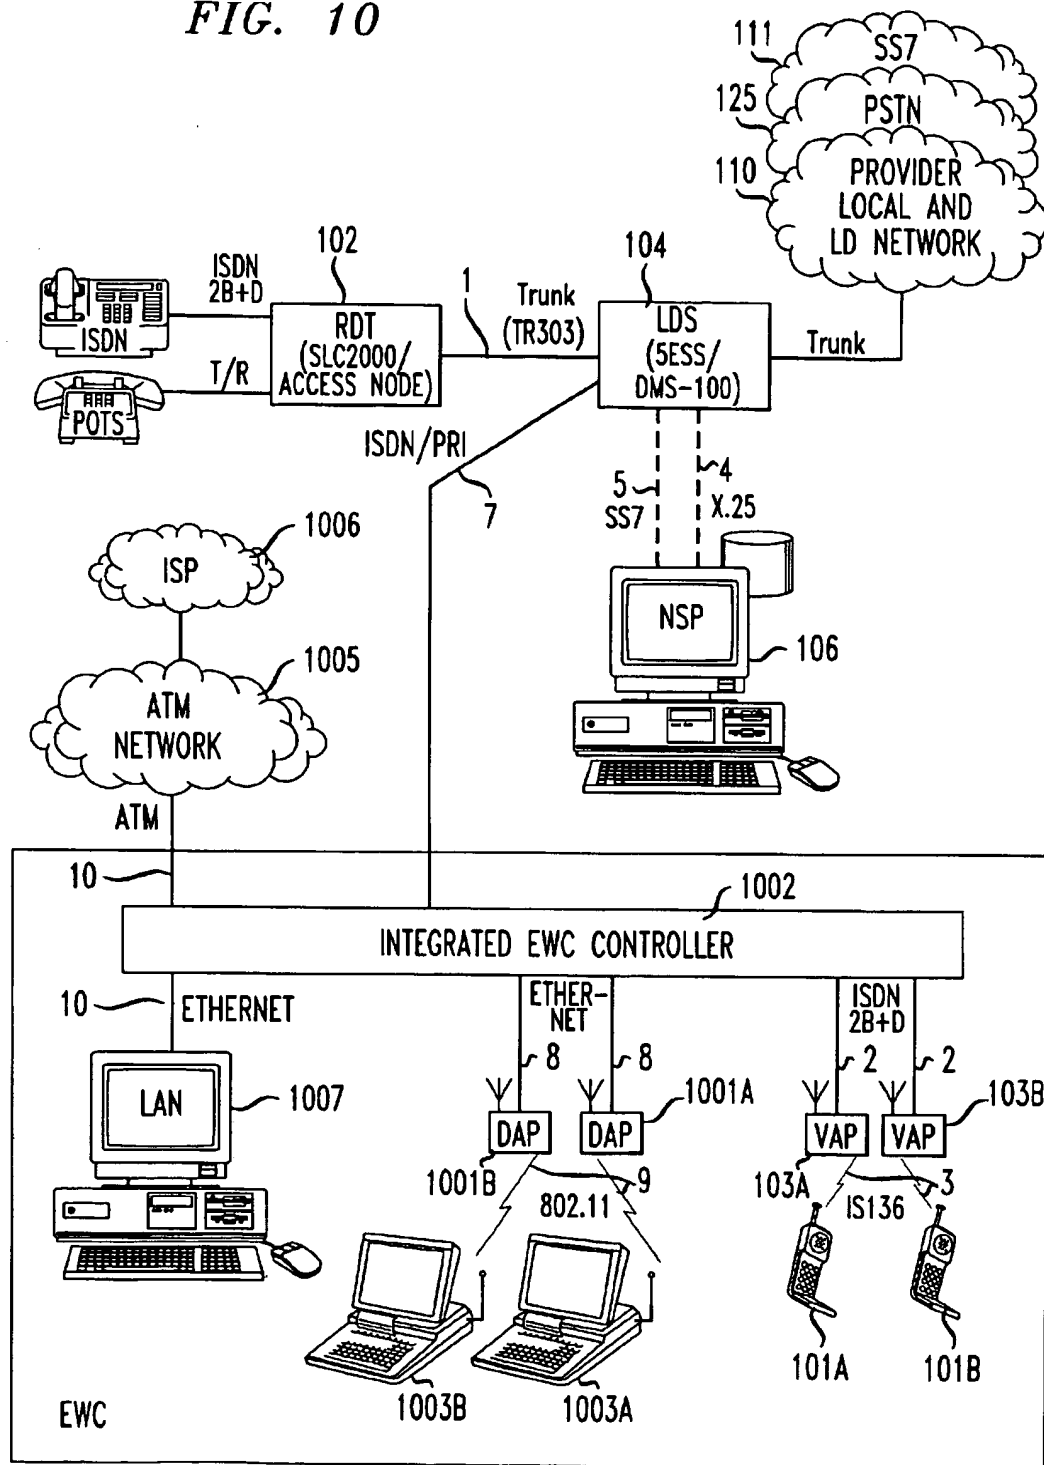 FIG. 10
111
SS7
125
PSTN
110
PROVIDER
LOCAL AND
LD NETWORK
102
104
ISDN
2B+D
ISDN
RDT
(SLC2000/
ACCESS NODE)
1
Trunk
(TR303)
LDS
(5ESS/
DMS-100)
Trunk
T/R
POTS
ISDN/PRI
7
5
SS7
4
X.25
1006
ISP
NSP
106
1005
ATM
NETWORK
ATM
10
1002
INTEGRATED EWC CONTROLLER
10
ETHERNET
ETHER-
NET
ISDN
2B+D
8
8
2
2
LAN
1007
DAP
DAP
1001A
VAP
VAP
103B
1001B
9
802.11
103A
3
IS136
101A
101B
1003B
1003A
EWC